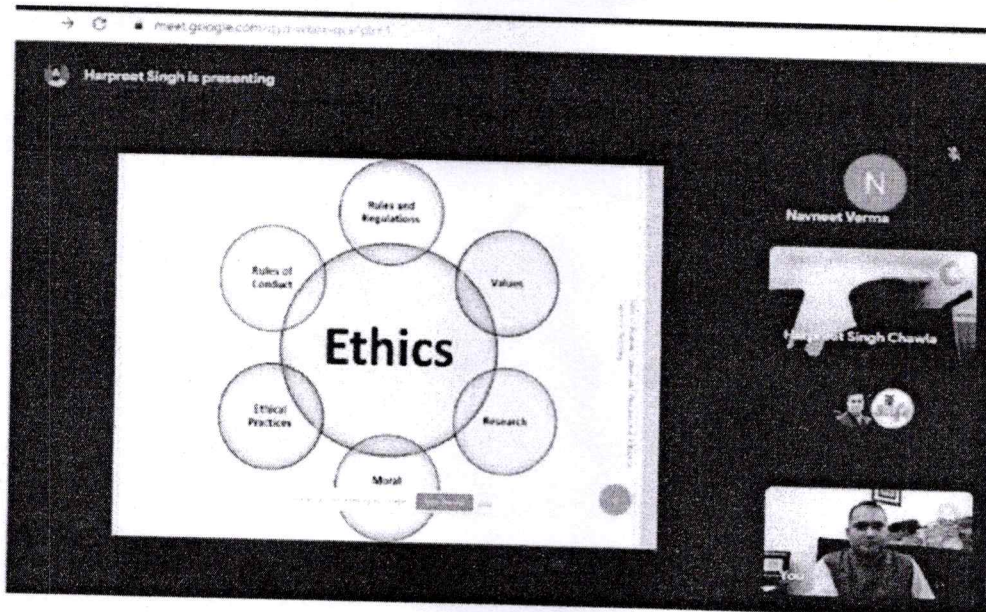 meet.google.com
Harpreet Singh is presenting
Rules and
Regulations
Rules of
Conduct
Values
Ethics
Ethical
Practices
Research
Moral
N
Navneet Verma
Harpreet Singh Chawla
You